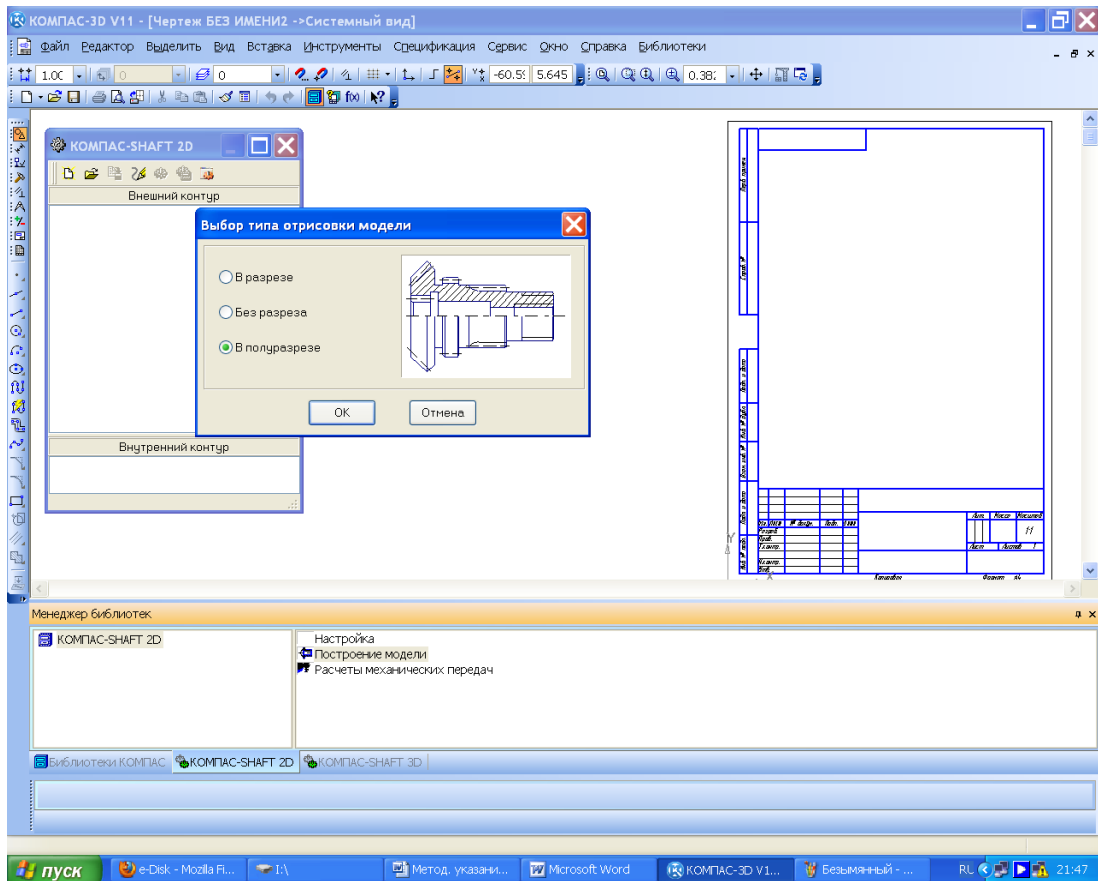 КОМПАС-3D V11 - [Чертеж БЕЗ ИМЕНИ2 ->Системный вид]
Файл Редактор Выделить Вид Вставка Инструменты Спецификация Сервис Окно Справка Библиотеки
0 0 -60.5 5.645
КОМПАС-SHAFT 2D
Внешний контур
Выбор типа отрисовки модели
В разрезе
Без разреза
В полуразрезе
OK Отмена
Внутренний контур
1:1
Y
X
Менеджер библиотек
КОМПАС-SHAFT 2D
Настройка
Построение модели
Расчеты механических передач
Библиотеки КОМПАС КОМПАС-SHAFT 2D КОМПАС-SHAFT 3D
пуск e-Disk - Mozilla Fi... I:\ Метод. указани... Microsoft Word КОМПАС-3D V1... Безымянный - ... RU 21:47